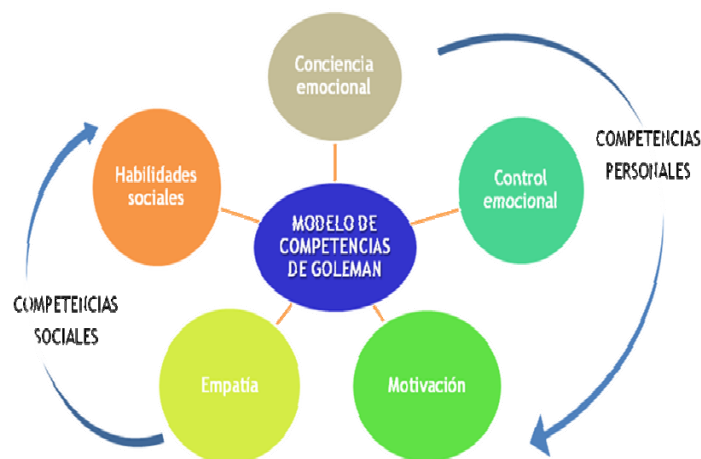 Conciencia
emocional
COMPETENCIAS
PERSONALES
Habilidades
sociales
Control
emocional
MODELO DE
COMPETENCIAS
DE GOLEMAN
COMPETENCIAS
SOCIALES
Empatía
Motivación